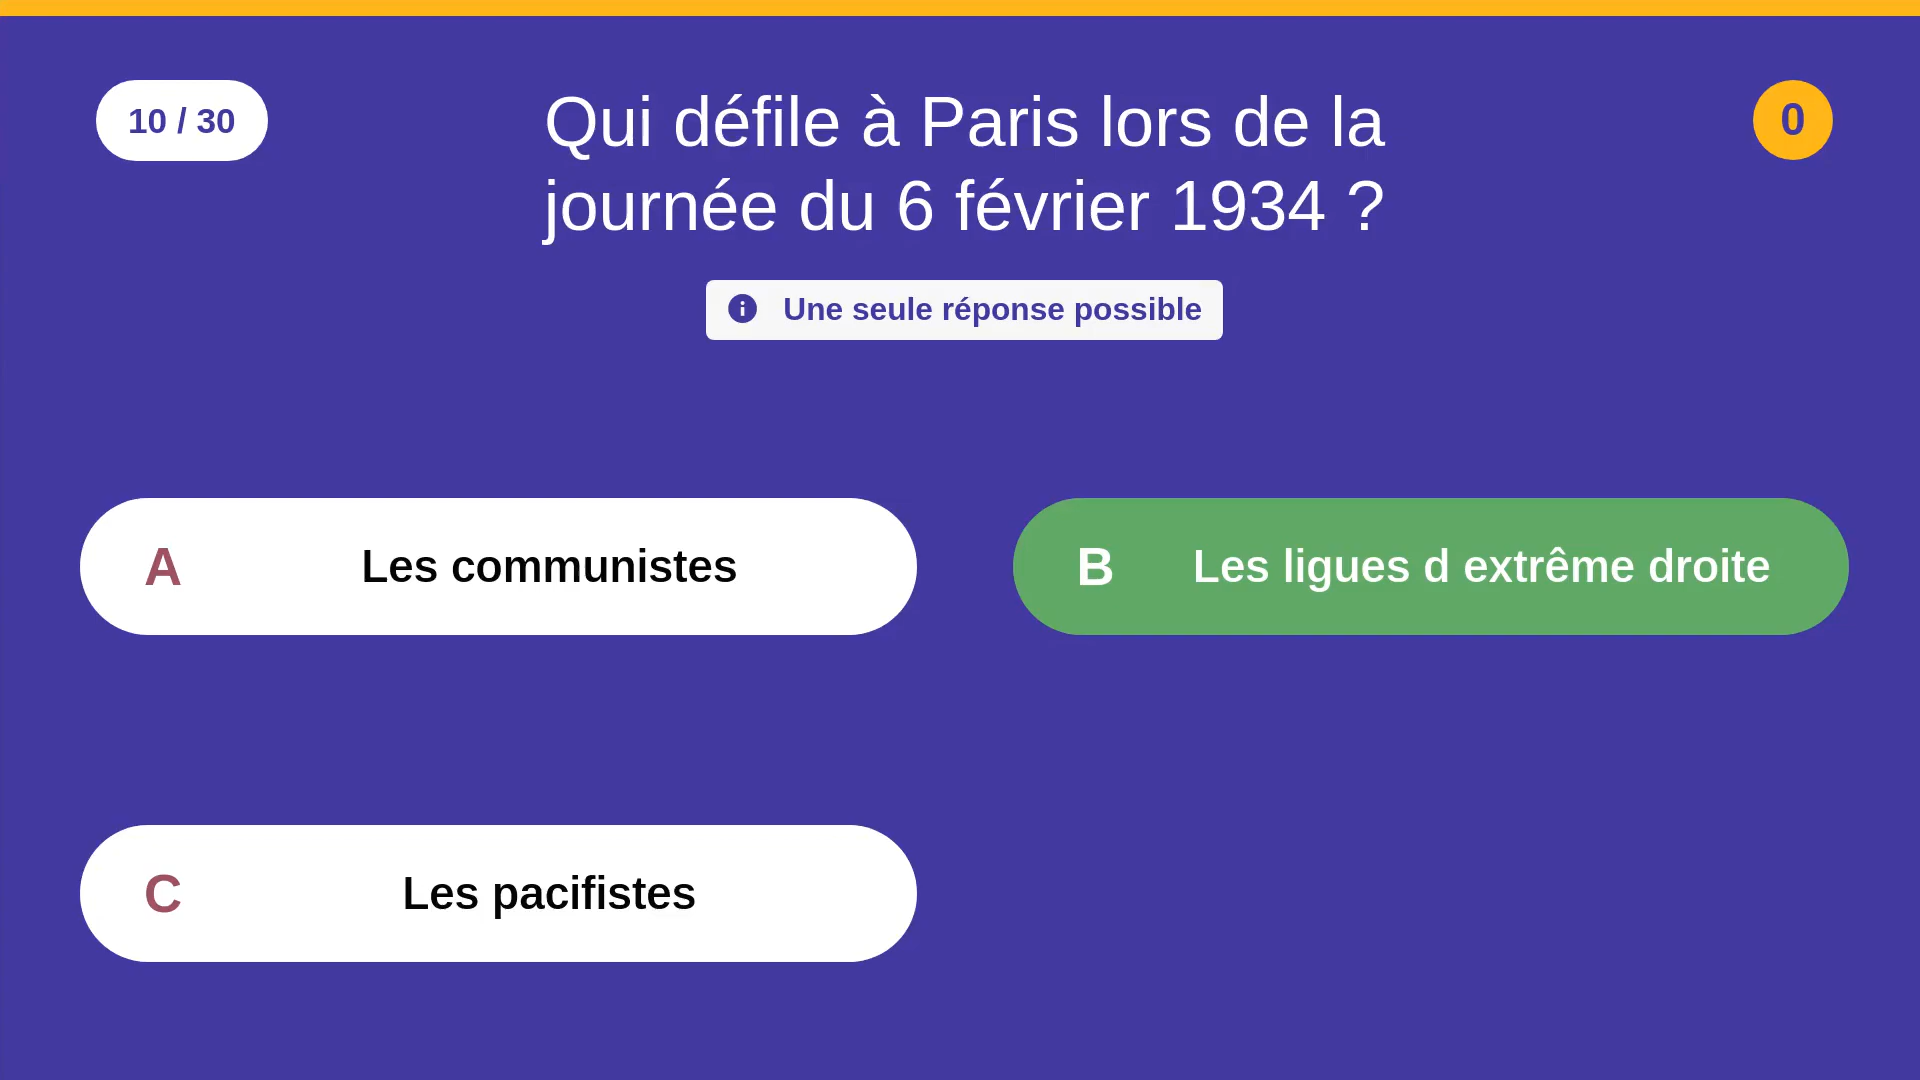 10 / 30
Qui défile à Paris lors de la
journée du 6 février 1934 ?
0
Une seule réponse possible
A Les communistes
B Les ligues d extrême droite
C Les pacifistes